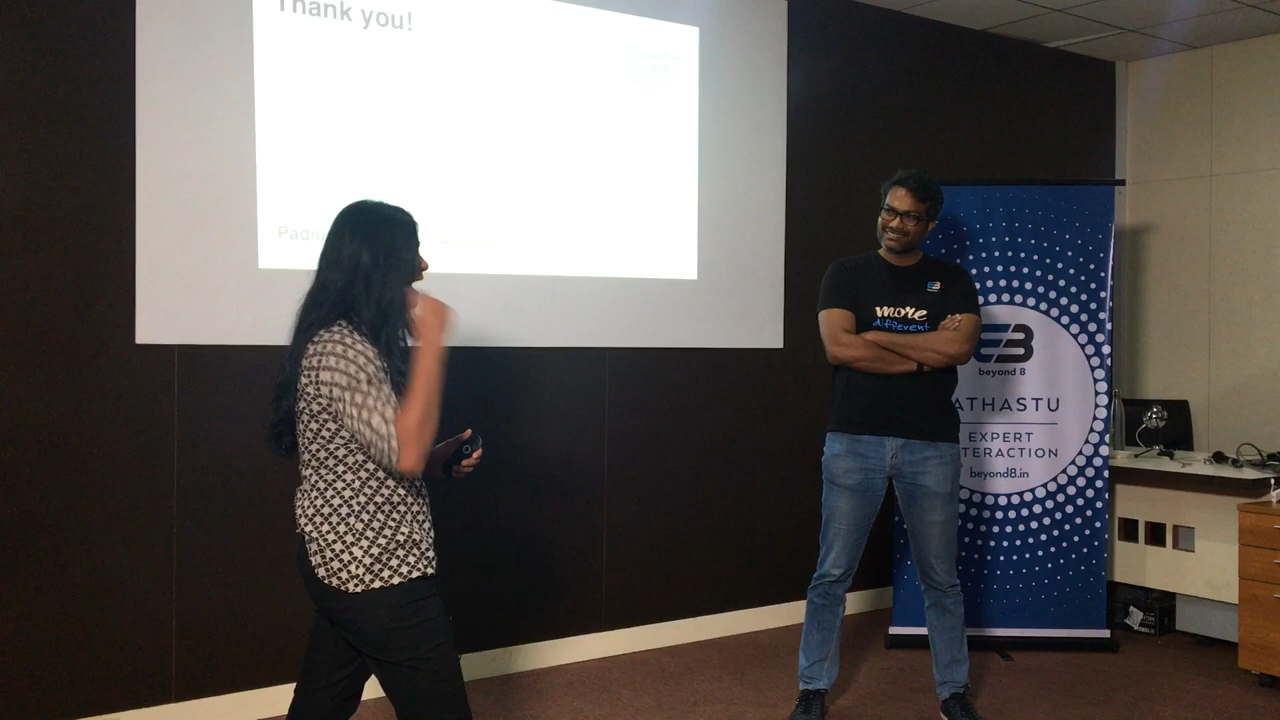 Thank you!
more
different
beyond 8
ATHASTU
EXPERT
TERACTION
beyond8.in